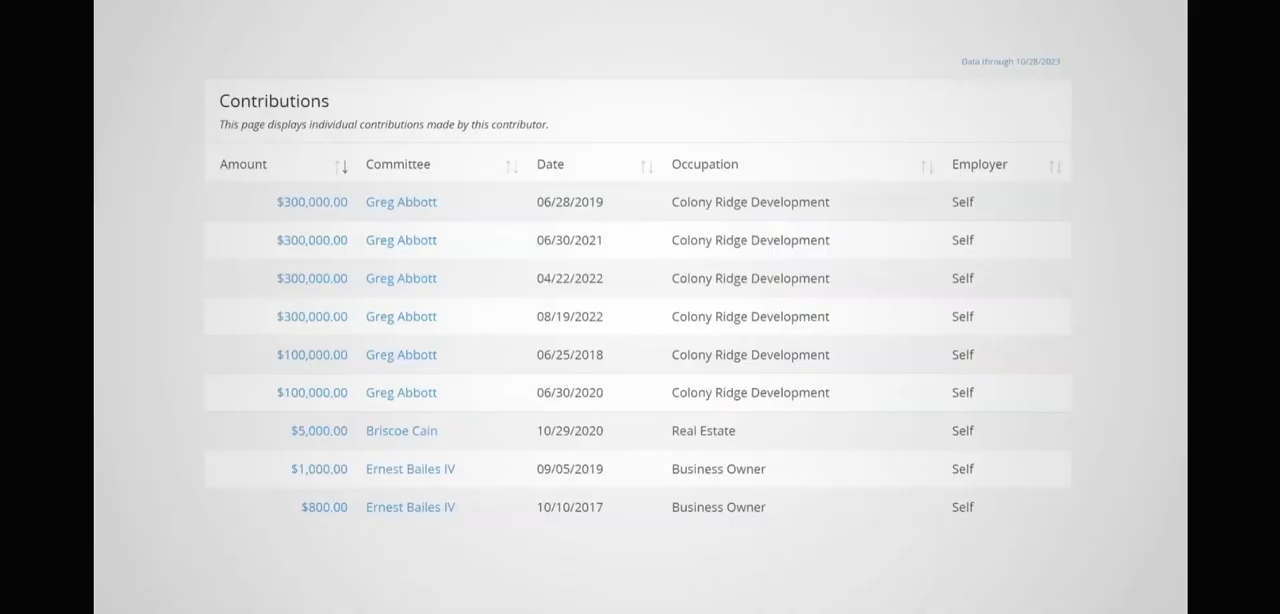 Data through 10/28/2023
Contributions
This page displays individual contributions made by this contributor.
Amount Committee Date Occupation Employer
$300,000.00 Greg Abbott 06/28/2019 Colony Ridge Development Self
$300,000.00 Greg Abbott 06/30/2021 Colony Ridge Development Self
$300,000.00 Greg Abbott 04/22/2022 Colony Ridge Development Self
$300,000.00 Greg Abbott 08/19/2022 Colony Ridge Development Self
$100,000.00 Greg Abbott 06/25/2018 Colony Ridge Development Self
$100,000.00 Greg Abbott 06/30/2020 Colony Ridge Development Self
$5,000.00 Briscoe Cain 10/29/2020 Real Estate Self
$1,000.00 Ernest Bailes IV 09/05/2019 Business Owner Self
$800.00 Ernest Bailes IV 10/10/2017 Business Owner Self